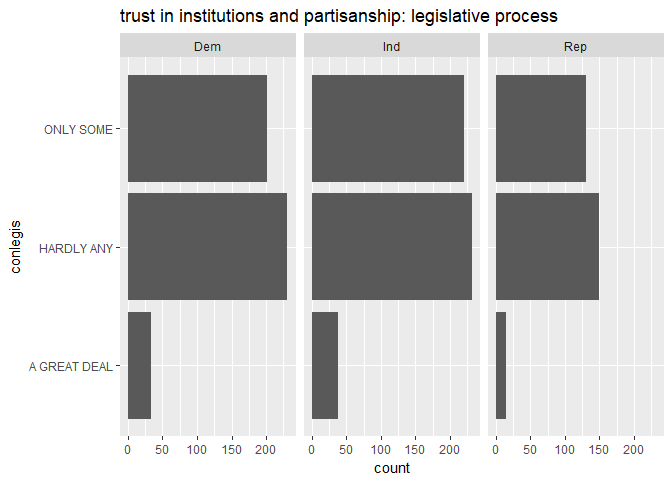 trust in institutions and partisanship: legislative process
Dem Ind Rep
ONLY SOME
HARDLY ANY
A GREAT DEAL
conlegis
0 50 100 150 200 0 50 100 150 200 0 50 100 150 200
count